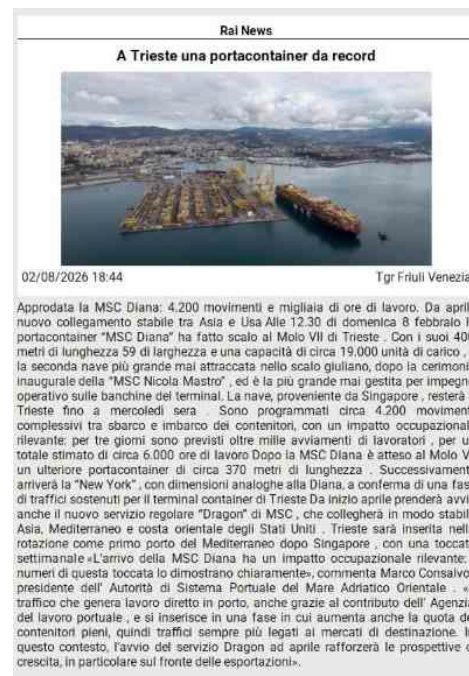 Rai News
A Trieste una portacontainer da record
02/08/2026 18:44
Tgr Friuli Venezia
Approdata la MSC Diana: 4.200 movimenti e migliaia di ore di lavoro. Da april
nuovo collegamento stabile tra Asia e Usa Alle 12.30 di domenica 8 febbraio l
portacontainer “MSC Diana” ha fatto scalo al Molo VII di Trieste . Con i suoi 40
metri di lunghezza 59 di larghezza e una capacità di circa 19.000 unità di carico ,
la seconda nave più grande mai attraccata nello scalo giuliano, dopo la cerimoni
inaugurale della “MSC Nicola Mastro” , ed è la più grande mai gestita per impegn
operativo sulle banchine del terminal. La nave, proveniente da Singapore , resterà
Trieste fino a mercoledì sera . Sono programmati circa 4.200 moviment
complessivi tra sbarco e imbarco dei contenitori, con un impatto occupazional
rilevante: per tre giorni sono previsti oltre mille avviamenti di lavoratori , per u
totale stimato di circa 6.000 ore di lavoro Dopo la MSC Diana è atteso al Molo V
un ulteriore portacontainer di circa 370 metri di lunghezza . Successivament
arriverà la “New York” , con dimensioni analoghe alla Diana, a conferma di una fas
di traffici sostenuti per il terminal container di Trieste Da inizio aprile prenderà avvi
anche il nuovo servizio regolare “Dragon” di MSC , che collegherà in modo stabil
Asia, Mediterraneo e costa orientale degli Stati Uniti . Trieste sarà inserita nell
rotazione come primo porto del Mediterraneo dopo Singapore , con una toccat
settimanale «L'arrivo della MSC Diana ha un impatto occupazionale rilevante:
numeri di questa toccata lo dimostrano chiaramente», commenta Marco Consalvo
presidente dell' Autorità di Sistema Portuale del Mare Adriatico Orientale . «
traffico che genera lavoro diretto in porto, anche grazie al contributo dell' Agenzi
del lavoro portuale , e si inserisce in una fase in cui aumenta anche la quota de
contenitori pieni, quindi traffici sempre più legati ai mercati di destinazione. I
questo contesto, l'avvio del servizio Dragon ad aprile rafforzerà le prospettive d
crescita, in particolare sul fronte delle esportazioni».